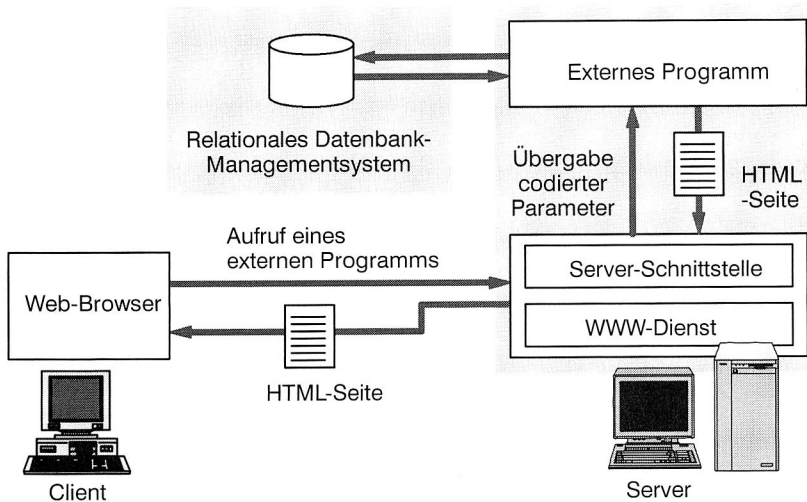 Externes Programm
Relationales Datenbank-
Managementsystem
Übergabe
codierter
Parameter
HTML
-Seite
Aufruf eines
externen Programms
Web-Browser
Server-Schnittstelle
WWW-Dienst
HTML-Seite
Client
Server